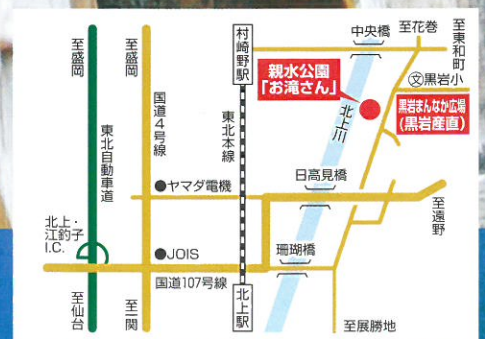 至盛岡
東北自動車道
北上・
江釣子
I.C.
至仙台
至盛岡
国道4号線
●ヤマダ電機
●JOIS
国道107号線
至一関
村崎野駅
東北本線
北上駅
親水公園
「お滝さん」
中央橋
北上川
日高見橋
珊瑚橋
至花巻
至東和町
文黒岩小
黒岩まんなか広場
(黒岩産直)
至遠野
至展勝地